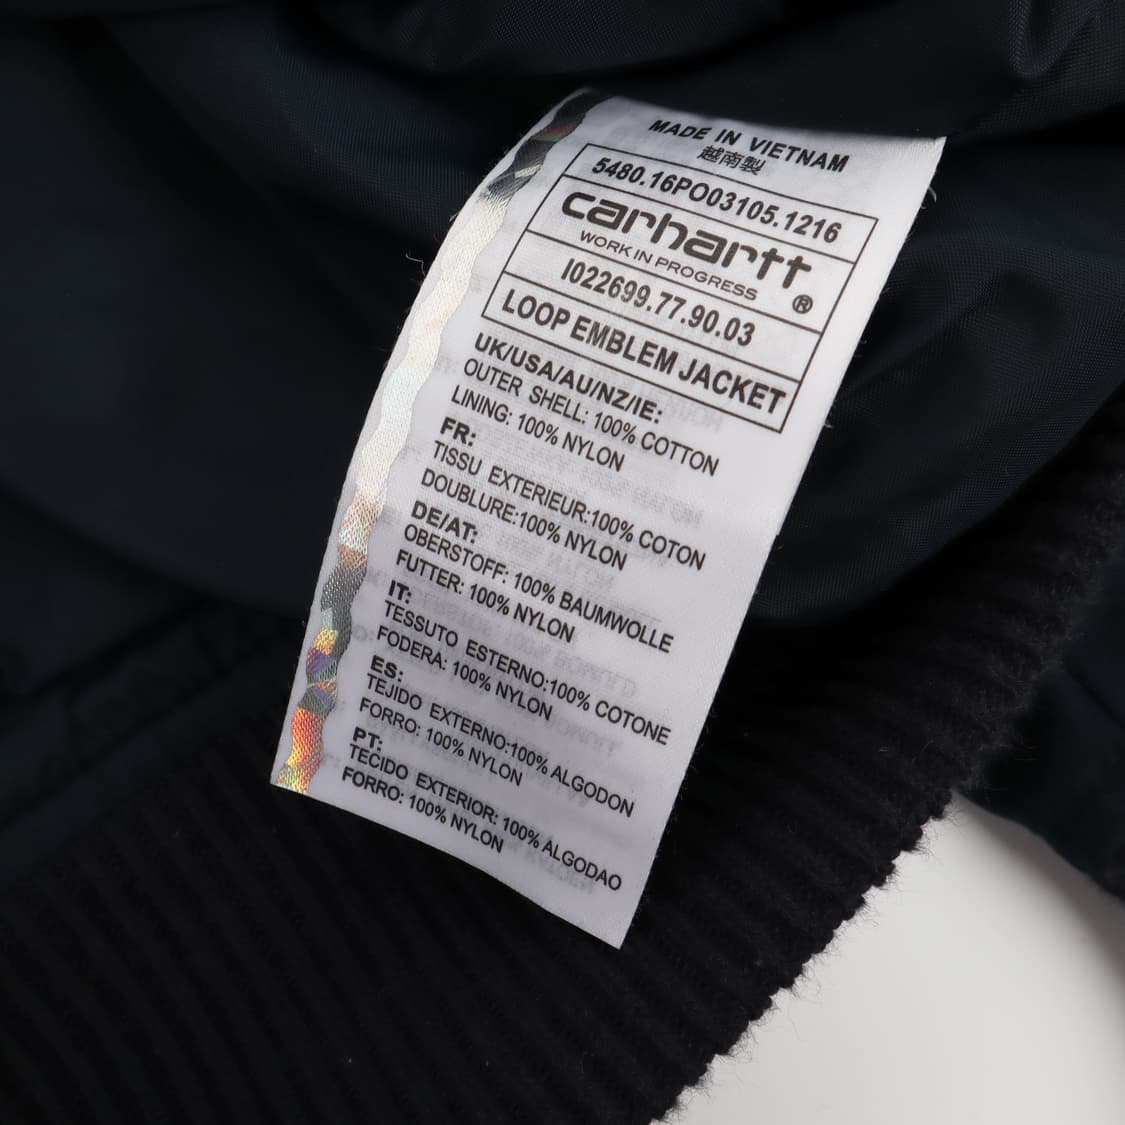 MADE IN VIETNAM
越南製
5480.16PO03105.1216
carhartt
WORK IN PROGRESS ®
I022699.77.90.03
LOOP EMBLEM JACKET
UK/USA/AU/NZ/IE:
OUTER SHELL: 100% COTTON
LINING: 100% NYLON
FR:
TISSU EXTERIEUR:100% COTON
DOUBLURE:100% NYLON
DE/AT:
OBERSTOFF: 100% BAUMWOLLE
FUTTER: 100% NYLON
IT:
TESSUTO ESTERNO:100% COTONE
FODERA: 100% NYLON
ES:
TEJIDO EXTERNO:100% ALGODON
FORRO: 100% NYLON
PT:
TECIDO EXTERIOR: 100% ALGODAO
FORRO: 100% NYLON